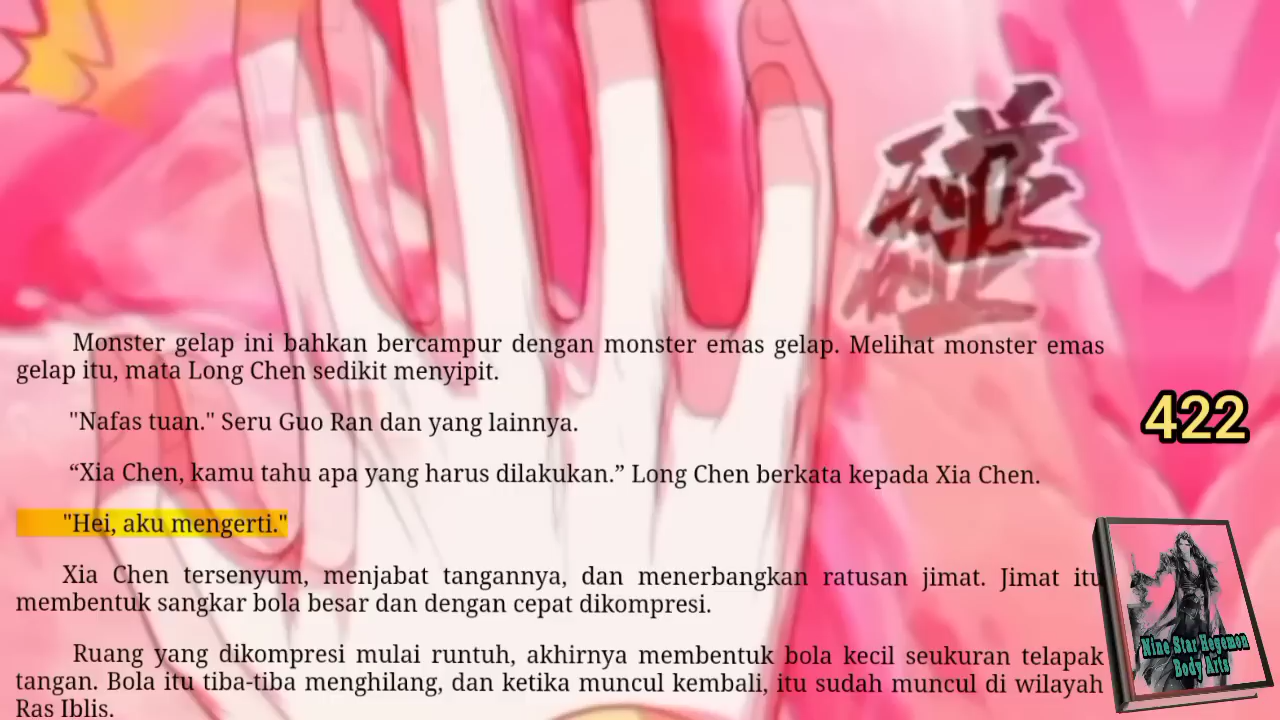 碰
Monster gelap ini bahkan bercampur dengan monster emas gelap. Melihat monster emas
gelap itu, mata Long Chen sedikit menyipit.
"Nafas tuan." Seru Guo Ran dan yang lainnya.
“Xia Chen, kamu tahu apa yang harus dilakukan.” Long Chen berkata kepada Xia Chen.
"Hei, aku mengerti."
Xia Chen tersenyum, menjabat tangannya, dan menerbangkan ratusan jimat. Jimat itu
membentuk sangkar bola besar dan dengan cepat dikompresi.
Ruang yang dikompresi mulai runtuh, akhirnya membentuk bola kecil seukuran telapak
tangan. Bola itu tiba-tiba menghilang, dan ketika muncul kembali, itu sudah muncul di wilayah
Ras Iblis.
422
Nine Star Hegemon
Body Arts